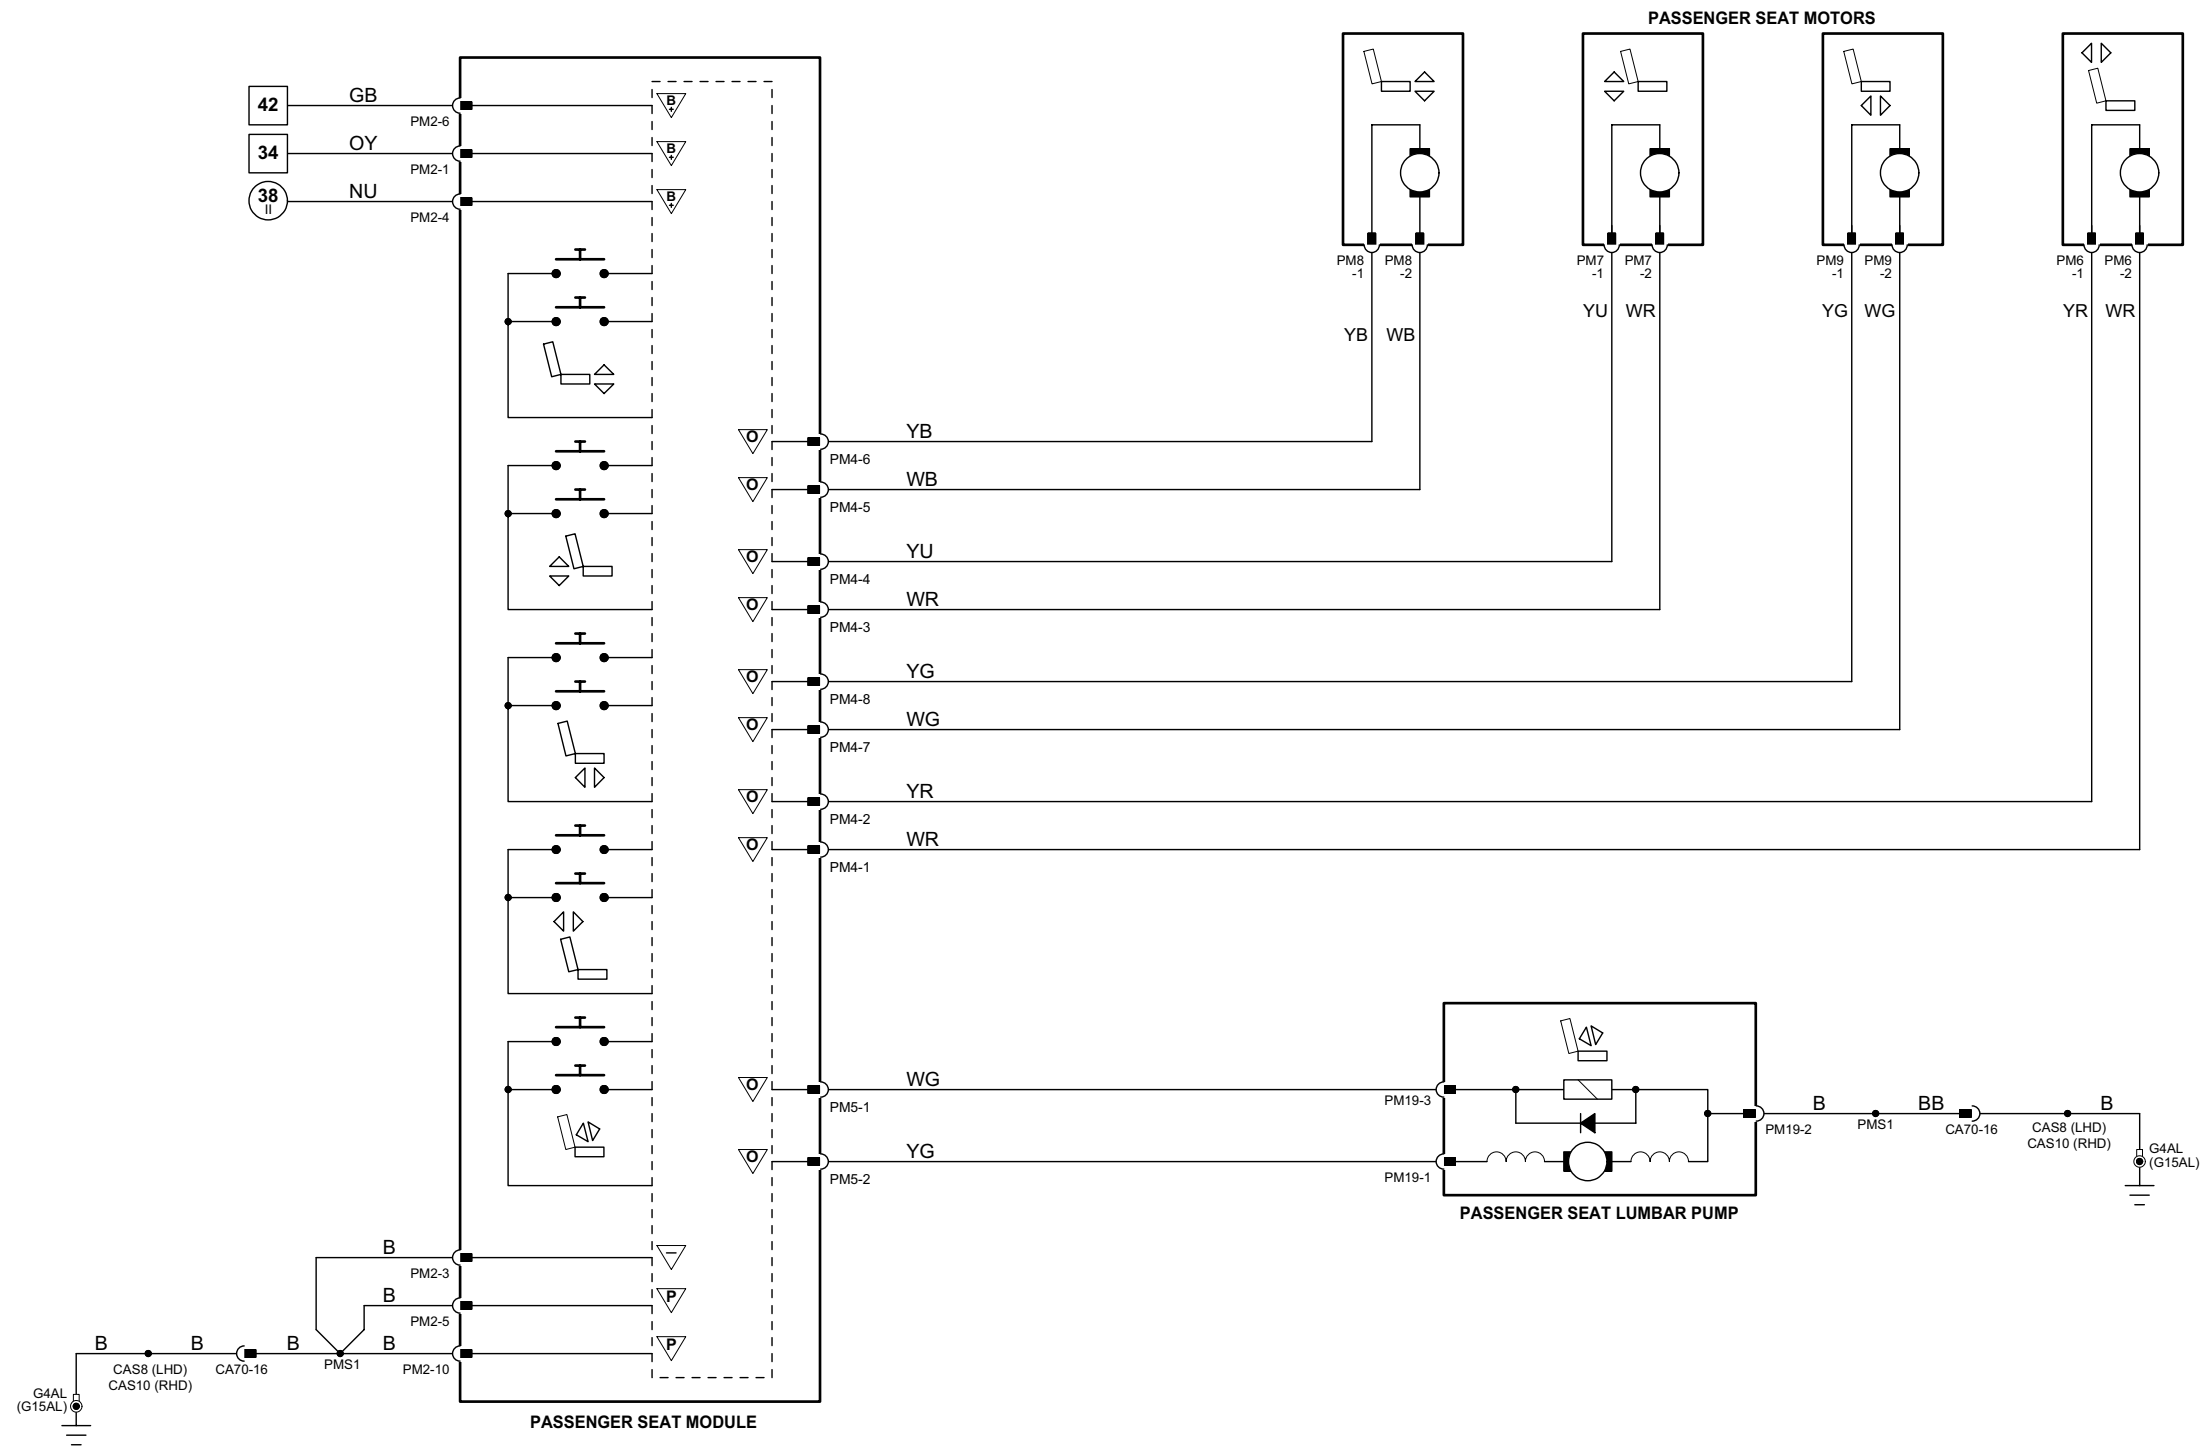 PASSENGER SEAT MOTORS
42
GB
PM2-6
B
+
34
OY
PM2-1
B
+
38
II
NU
PM2-4
B
+
PM8
-1
PM8
-2
PM7
-1
PM7
-2
PM9
-1
PM9
-2
PM6
-1
PM6
-2
YB
WB
YU
WR
YG
WG
YR
WR
O
YB
PM4-6
O
WB
PM4-5
O
YU
PM4-4
O
WR
PM4-3
O
YG
PM4-8
O
WG
PM4-7
O
YR
PM4-2
O
WR
PM4-1
O
WG
PM5-1
PM19-3
O
YG
PM5-2
PM19-1
PASSENGER SEAT LUMBAR PUMP
B
PM19-2
PMS1
BB
CA70-16
B
CAS8 (LHD)
CAS10 (RHD)
G4AL
(G15AL)
B
PM2-3
–
B
PM2-5
P
B
B
B
B
PM2-10
P
CAS8 (LHD)
CAS10 (RHD)
CA70-16
PMS1
G4AL
(G15AL)
PASSENGER SEAT MODULE